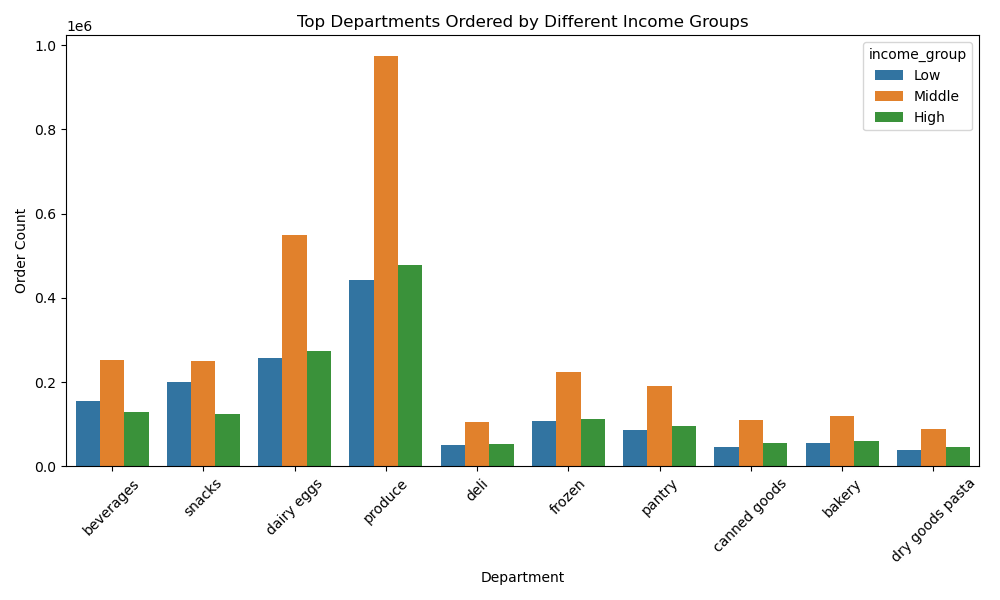 Top Departments Ordered by Different Income Groups
1e6
1.0
0.8
0.6
0.4
0.2
0.0
Order Count
income_group
Low
Middle
High
beverages
snacks
dairy eggs
produce
deli
frozen
pantry
canned goods
bakery
dry goods pasta
Department